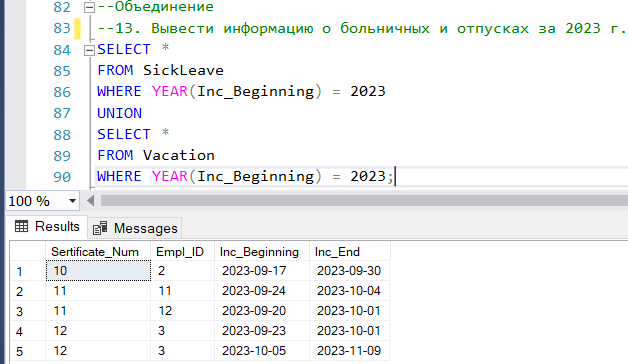 82 --Объединение
83 --13. Вывести информацию о больничных и отпусках за 2023 г.
84 SELECT *
85 FROM SickLeave
86 WHERE YEAR(Inc_Beginning) = 2023
87 UNION
88 SELECT *
89 FROM Vacation
90 WHERE YEAR(Inc_Beginning) = 2023;
100 %
Results Messages
Sertificate_Num Empl_ID Inc_Beginning Inc_End
1 10 2 2023-09-17 2023-09-30
2 11 11 2023-09-24 2023-10-04
3 11 12 2023-09-20 2023-10-01
4 12 3 2023-09-23 2023-10-01
5 12 3 2023-10-05 2023-11-09